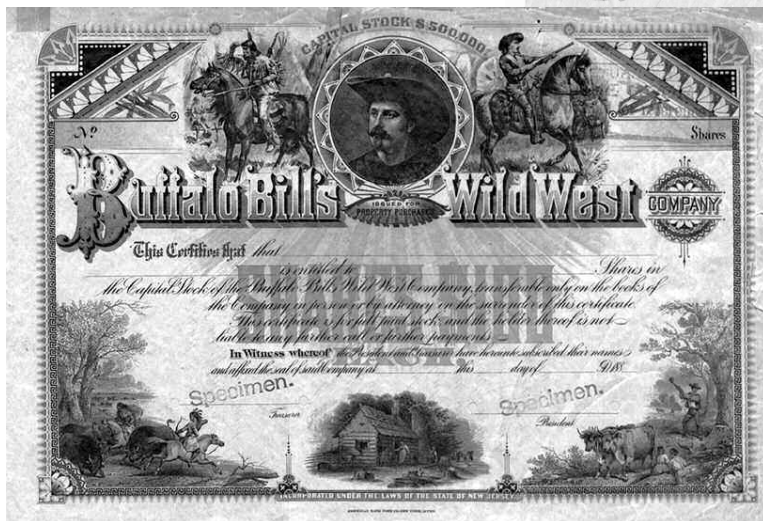 CAPITAL STOCK $500,000
No Shares
Buffalo Bill's Wild West COMPANY
ISSUED FOR
PROPERTY PURCHASED
This Certifies that that
is entitled to Shares in
the Capital Stock of the Buffalo Bill's Wild West Company, transferable only on the books of
the Company in person or by attorney on the surrender of this certificate.
This certificate is for full paid stock, and the holder thereof is not
liable to any further call or further payments.
In Witness whereof the President and Treasurer have hereunto subscribed their names
and affixed the seal of said Company at this day of 188
Specimen. Specimen.
Treasurer President
INCORPORATED UNDER THE LAWS OF THE STATE OF NEW JERSEY.